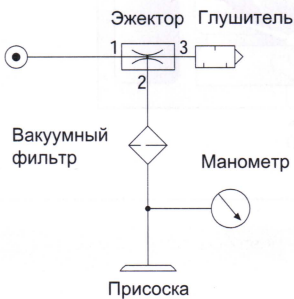 Эжектор Глушитель
1 3
2
Вакуумный
фильтр
Манометр
Присоска